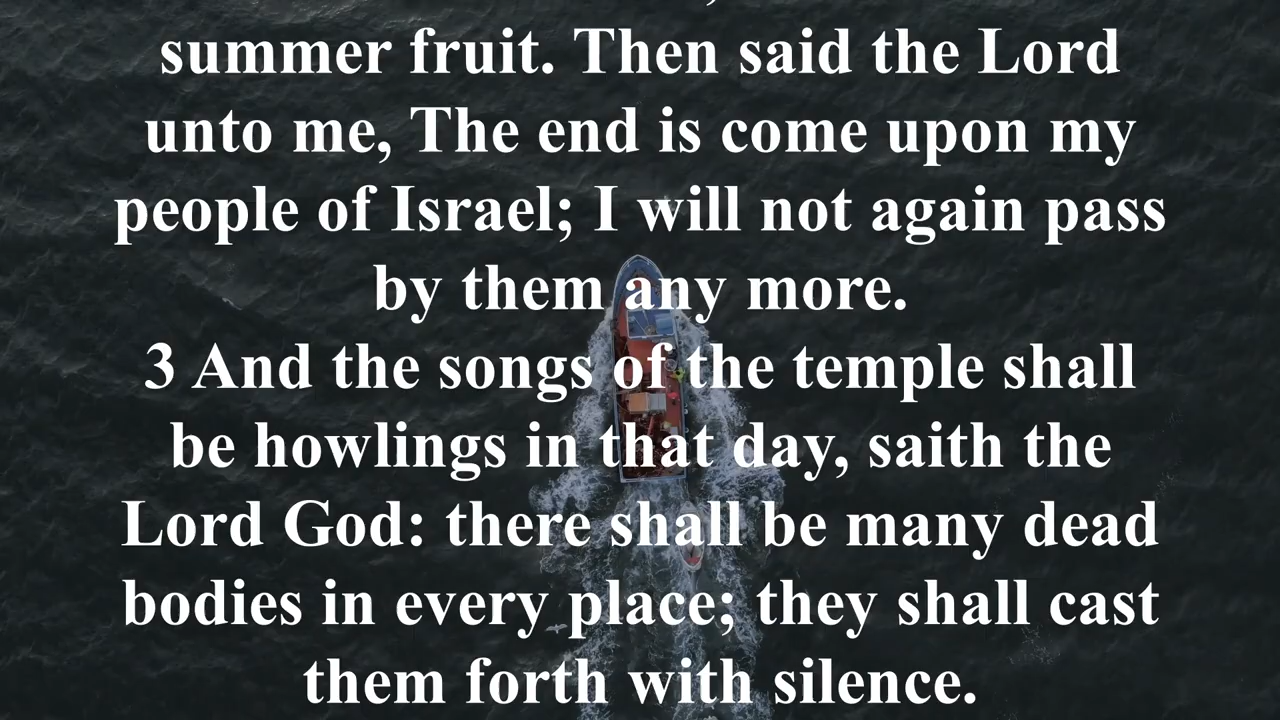 summer fruit. Then said the Lord
unto me, The end is come upon my
people of Israel; I will not again pass
by them any more.
3 And the songs of the temple shall
be howlings in that day, saith the
Lord God: there shall be many dead
bodies in every place; they shall cast
them forth with silence.